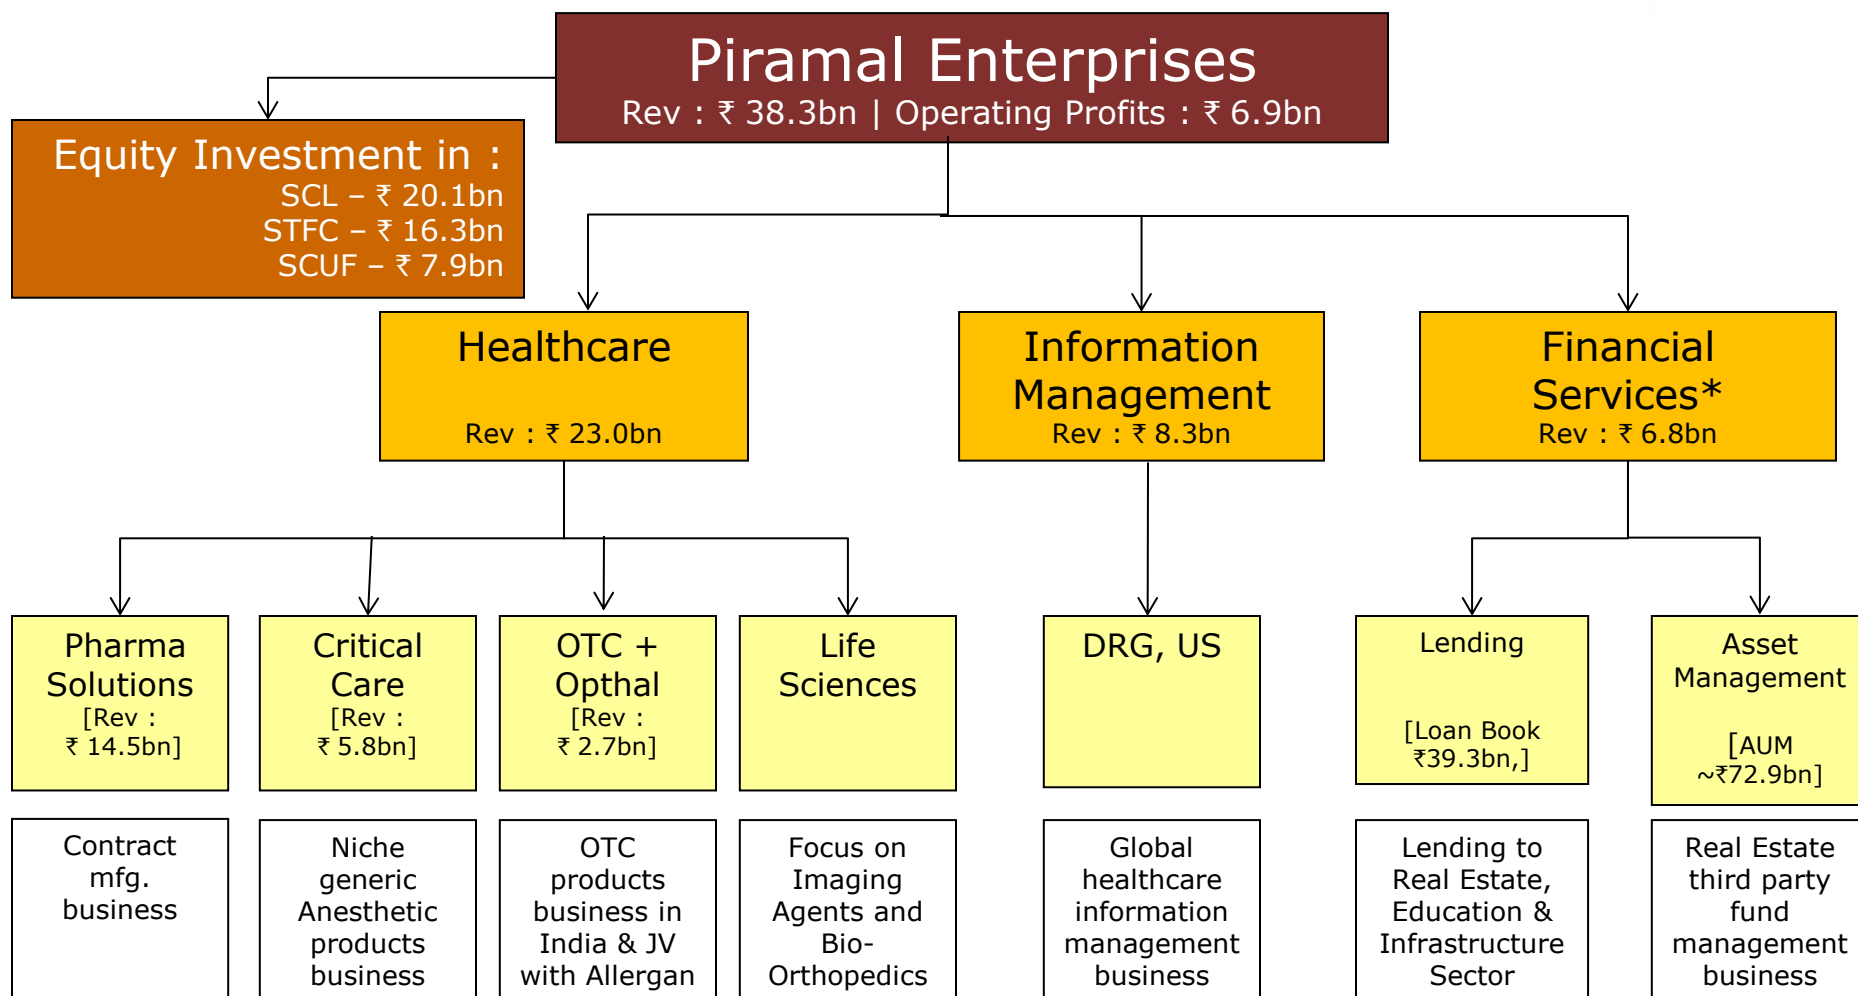 Piramal Enterprises
Rev : ₹ 38.3bn | Operating Profits : ₹ 6.9bn
Equity Investment in :
SCL – ₹ 20.1bn
STFC – ₹ 16.3bn
SCUF – ₹ 7.9bn
Healthcare
Rev : ₹ 23.0bn
Information
Management
Rev : ₹ 8.3bn
Financial
Services*
Rev : ₹ 6.8bn
Pharma
Solutions
[Rev :
₹ 14.5bn]
Critical
Care
[Rev :
₹ 5.8bn]
OTC +
Opthal
[Rev :
₹ 2.7bn]
Life
Sciences
DRG, US
Lending
[Loan Book
₹39.3bn,]
Asset
Management
[AUM
~₹72.9bn]
Contract
mfg.
business
Niche
generic
Anesthetic
products
business
OTC
products
business in
India & JV
with Allergan
Focus on
Imaging
Agents and
Bio-
Orthopedics
Global
healthcare
information
management
business
Lending to
Real Estate,
Education &
Infrastructure
Sector
Real Estate
third party
fund
management
business